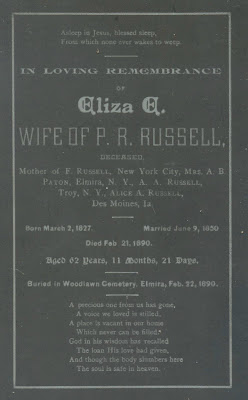 Asleep in Jesus, blessed sleep,
From which none ever wakes to weep.
IN LOVING REMEMBRANCE
OF
Eliza E.
WIFE OF P. R. RUSSELL,
DECEASED,
Mother of F. Russell, New York City, Mrs. A. B.
Paton, Elmira, N. Y., A. A. Russell,
Troy, N. Y., Alice A. Russell,
Des Moines, Ia.
Born March 2, 1827. Married June 9, 1850
Died Feb 21, 1890.
Aged 62 Years, 11 Months, 21 Days.
Buried in Woodlawn Cemetery, Elmira, Feb. 22, 1890.
A precious one from us has gone,
A voice we loved is stilled,
A place is vacant in our home
Which never can be filled.
God in his wisdom has recalled
The loan His love had given,
And though the body slumbers here
The soul is safe in heaven.